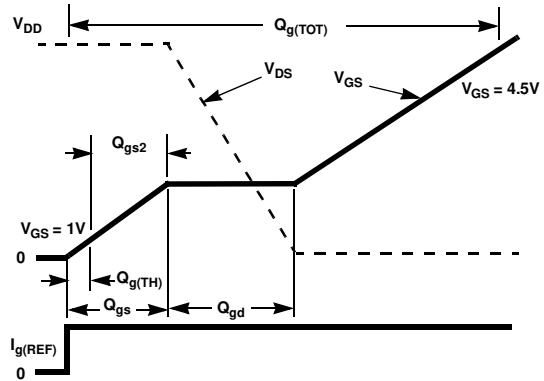 V_DD
Q_g(TOT)
V_DS
V_GS
V_GS = 4.5V
Q_gs2
V_GS = 1V
0
Q_g(TH)
Q_gs
Q_gd
I_g(REF)
0